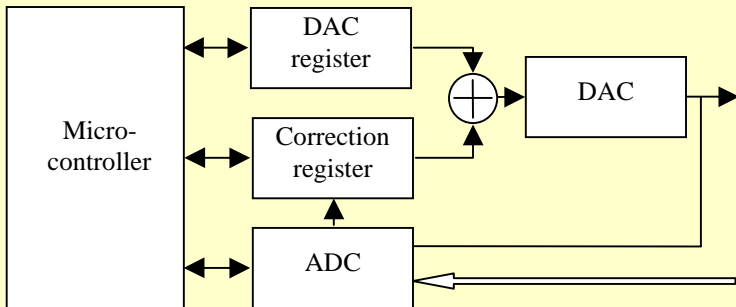 DAC
register
Micro-
controller
Correction
register
DAC
ADC